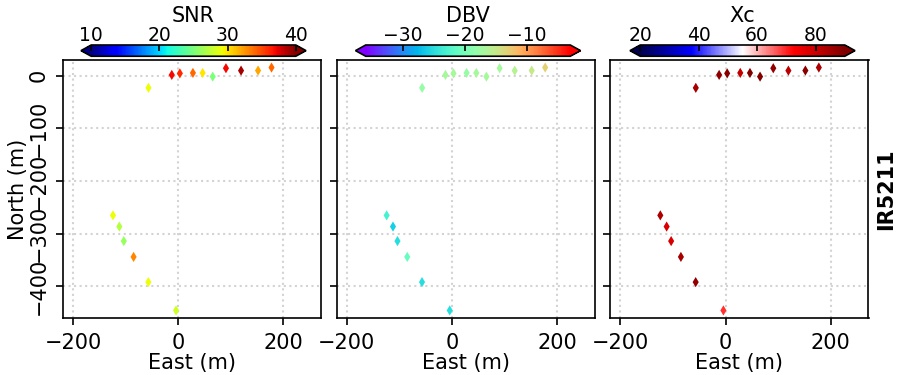 SNR DBV Xc
10 20 30 40 −30 −20 −10 20 40 60 80
0
−100
−200
−300
−400
North (m)
IR5211
−200 0 200 −200 0 200 −200 0 200
East (m) East (m) East (m)